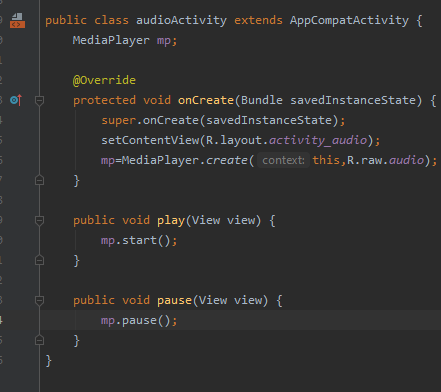 public class audioActivity extends AppCompatActivity {
MediaPlayer mp;
@Override
protected void onCreate(Bundle savedInstanceState) {
super.onCreate(savedInstanceState);
setContentView(R.layout.activity_audio);
mp=MediaPlayer.create( context: this,R.raw.audio);
}
public void play(View view) {
mp.start();
}
public void pause(View view) {
mp.pause();
}
}